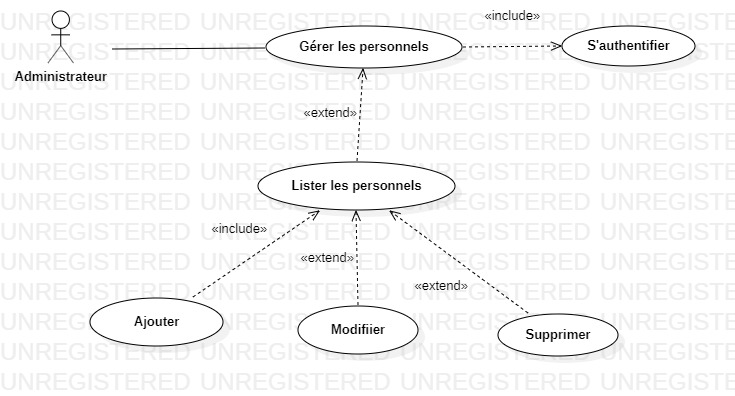 «include»
Gérer les personnels
S'authentifier
Administrateur
«extend»
Lister les personnels
«include»
«extend»
«extend»
Ajouter
Modifiier
Supprimer
UNREGISTERED UNREGISTERED UNREGISTERED UNREGISTERED